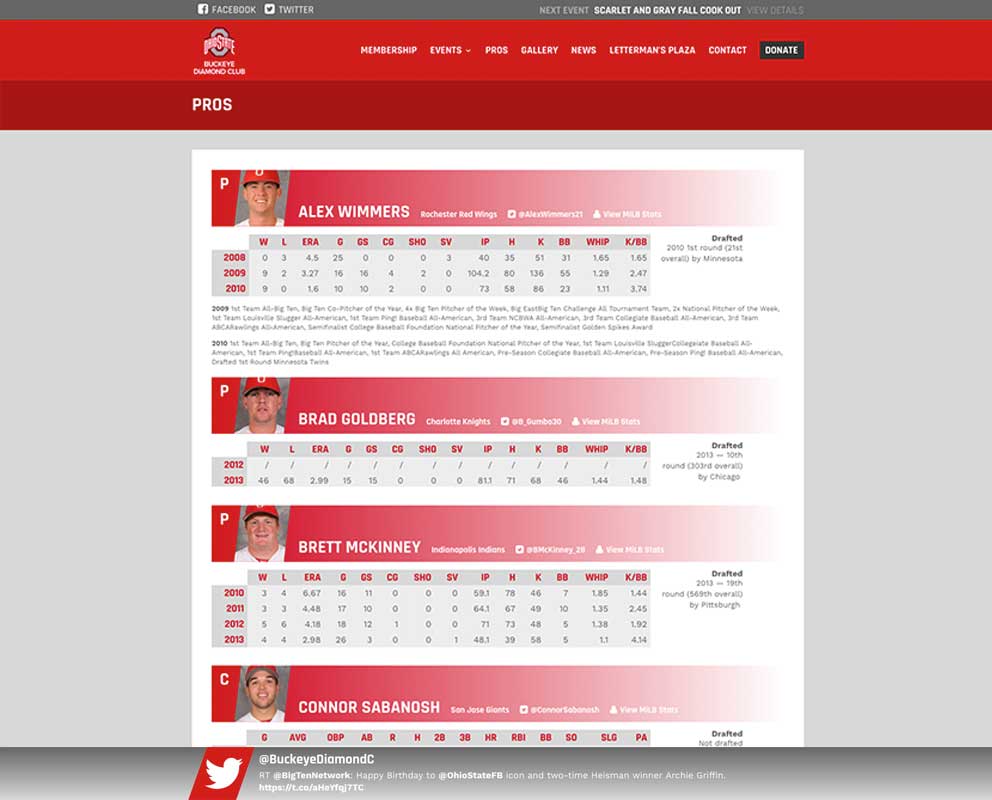 FACEBOOK TWITTER NEXT EVENT SCARLET AND GRAY FALL COOK OUT VIEW DETAILS
OHIO STATE
BUCKEYE
DIAMOND CLUB
MEMBERSHIP EVENTS PROS GALLERY NEWS LETTERMAN'S PLAZA CONTACT DONATE
PROS
P
ALEX WIMMERS Rochester Red Wings @AlexWimmers21 View MiLB Stats
W L ERA G GS CG SHO SV IP H K BB WHIP K/BB
2008 0 3 4.5 25 0 0 0 3 40 35 51 31 1.65 1.65
2009 9 2 3.27 16 16 4 2 0 104.2 80 136 55 1.29 2.47
2010 9 0 1.6 10 10 2 0 0 73 58 86 23 1.11 3.74
Drafted
2010 1st round (21st
overall) by Minnesota
2009 1st Team All-Big Ten, Big Ten Co-Pitcher of the Year, 4x Big Ten Pitcher of the Week, Big EastBig Ten Challenge All Tournament Team, 2x National Pitcher of the Week,
1st Team Louisville Slugger All-American, 1st Team Ping! Baseball All-American, 3rd Team NCBWA All-American, 3rd Team Collegiate Baseball All-American, 3rd Team
ABCARawlings All-American, Semifinalist College Baseball Foundation National Pitcher of the Year, Semifinalist Golden Spikes Award
2010 1st Team All-Big Ten, Big Ten Pitcher of the Year, College Baseball Foundation National Pitcher of the Year, 1st Team Louisville SluggerCollegeiate Baseball All-
American, 1st Team Ping!Baseball All-American, 1st Team ABCARawlings All American, Pre-Season Collegiate Baseball All-American, Pre-Season Ping! Baseball All-American,
Drafted 1st Round Minnesota Twins
P
BRAD GOLDBERG Charlotte Knights @B_Gumbo30 View MiLB Stats
W L ERA G GS CG SHO SV IP H K BB WHIP K/BB
2012 / / / / / / / / / / / / / /
2013 46 68 2.99 15 15 0 0 0 81.1 71 68 46 1.44 1.48
Drafted
2013 — 10th
round (303rd overall)
by Chicago
P
BRETT MCKINNEY Indianapolis Indians @BMcKinney_28 View MiLB Stats
W L ERA G GS CG SHO SV IP H K BB WHIP K/BB
2010 3 4 6.67 16 11 0 0 0 59.1 78 46 7 1.85 1.44
2011 3 3 4.48 17 10 0 0 0 64.1 67 49 10 1.35 2.45
2012 5 6 4.18 18 12 1 0 0 71 73 48 5 1.38 1.92
2013 4 4 2.98 26 3 0 0 1 48.1 39 58 5 1.1 4.14
Drafted
2013 — 19th
round (569th overall)
by Pittsburgh
C
CONNOR SABANOSH San Jose Giants @ConnorSabanosh View MiLB Stats
G AVG OBP AB R H 2B 3B HR RBI BB SO SLG PA
Drafted
Not drafted
@BuckeyeDiamondC
RT @BigTenNetwork: Happy Birthday to @OhioStateFB icon and two-time Heisman winner Archie Griffin.
https://t.co/aHeYfqj7TC